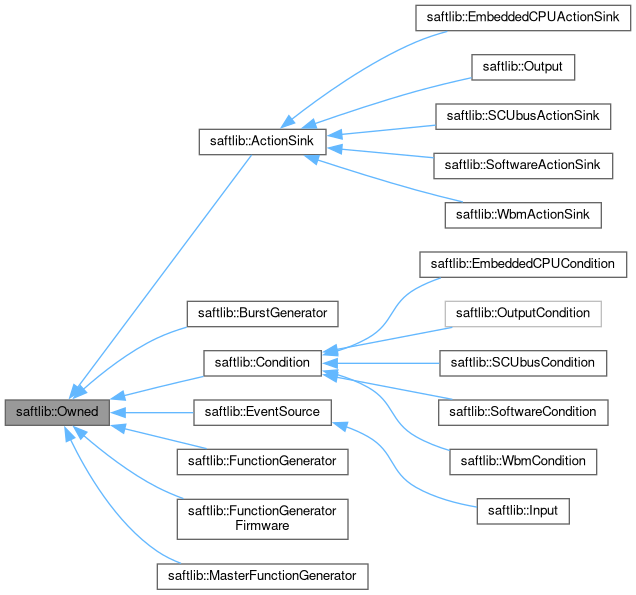 saftlib::EmbeddedCPUActionSink
saftlib::Output
saftlib::SCUbusActionSink
saftlib::ActionSink
saftlib::SoftwareActionSink
saftlib::WbmActionSink
saftlib::EmbeddedCPUCondition
saftlib::BurstGenerator
saftlib::OutputCondition
saftlib::Condition
saftlib::SCUbusCondition
saftlib::Owned
saftlib::EventSource
saftlib::SoftwareCondition
saftlib::FunctionGenerator
saftlib::WbmCondition
saftlib::FunctionGenerator
Firmware
saftlib::Input
saftlib::MasterFunctionGenerator